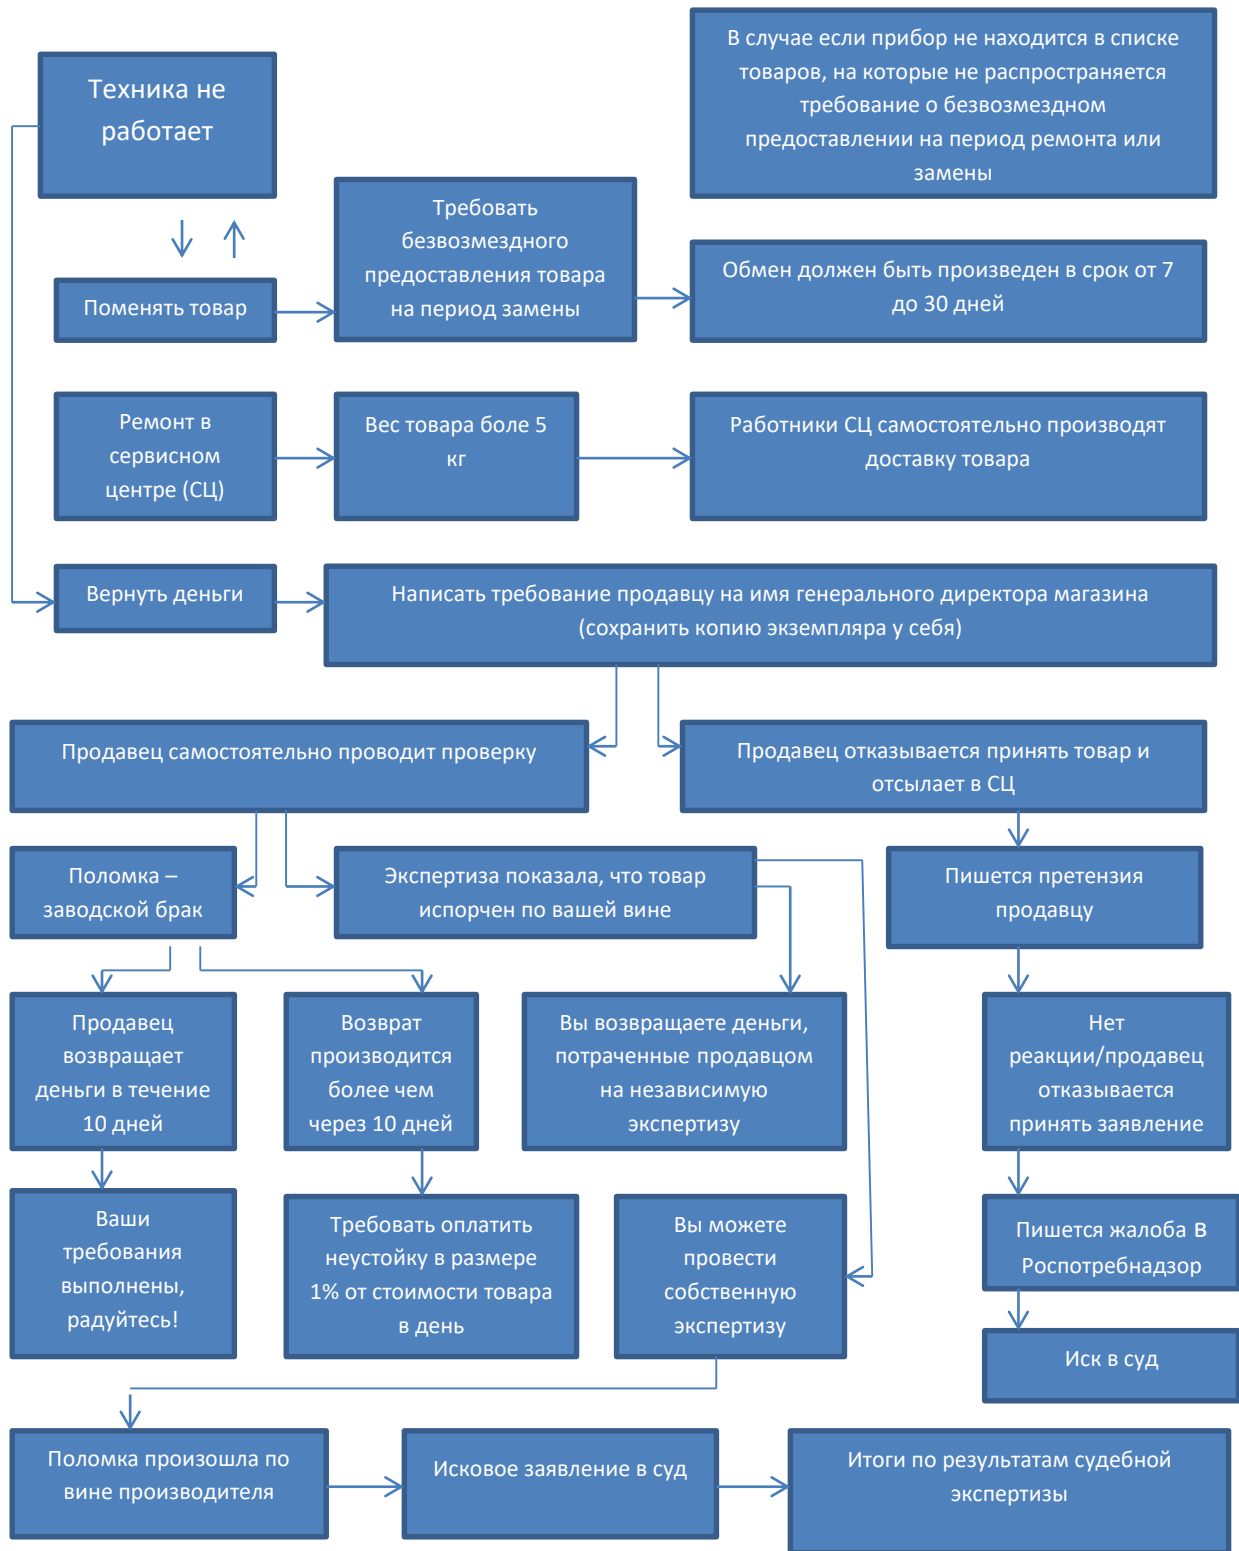 Техника не
работает
В случае если прибор не находится в списке
товаров, на которые не распространяется
требование о безвозмездном
предоставлении на период ремонта или
замены
Требовать
безвозмездного
предоставления товара
на период замены
Поменять товар
Обмен должен быть произведен в срок от 7
до 30 дней
Ремонт в
сервисном
центре (СЦ)
Вес товара боле 5
кг
Работники СЦ самостоятельно производят
доставку товара
Вернуть деньги
Написать требование продавцу на имя генерального директора магазина
(сохранить копию экземпляра у себя)
Продавец самостоятельно проводит проверку
Продавец отказывается принять товар и
отсылает в СЦ
Поломка –
заводской брак
Экспертиза показала, что товар
испорчен по вашей вине
Пишется претензия
продавцу
Продавец
возвращает
деньги в течение
10 дней
Возврат
производится
более чем
через 10 дней
Вы возвращаете деньги,
потраченные продавцом
на независимую
экспертизу
Нет
реакции/продавец
отказывается
принять заявление
Ваши
требования
выполнены,
радуйтесь!
Требовать оплатить
неустойку в размере
1% от стоимости товара
в день
Вы можете
провести
собственную
экспертизу
Пишется жалоба в
Роспотребнадзор
Иск в суд
Поломка произошла по
вине производителя
Исковое заявление в суд
Итоги по результатам судебной
экспертизы